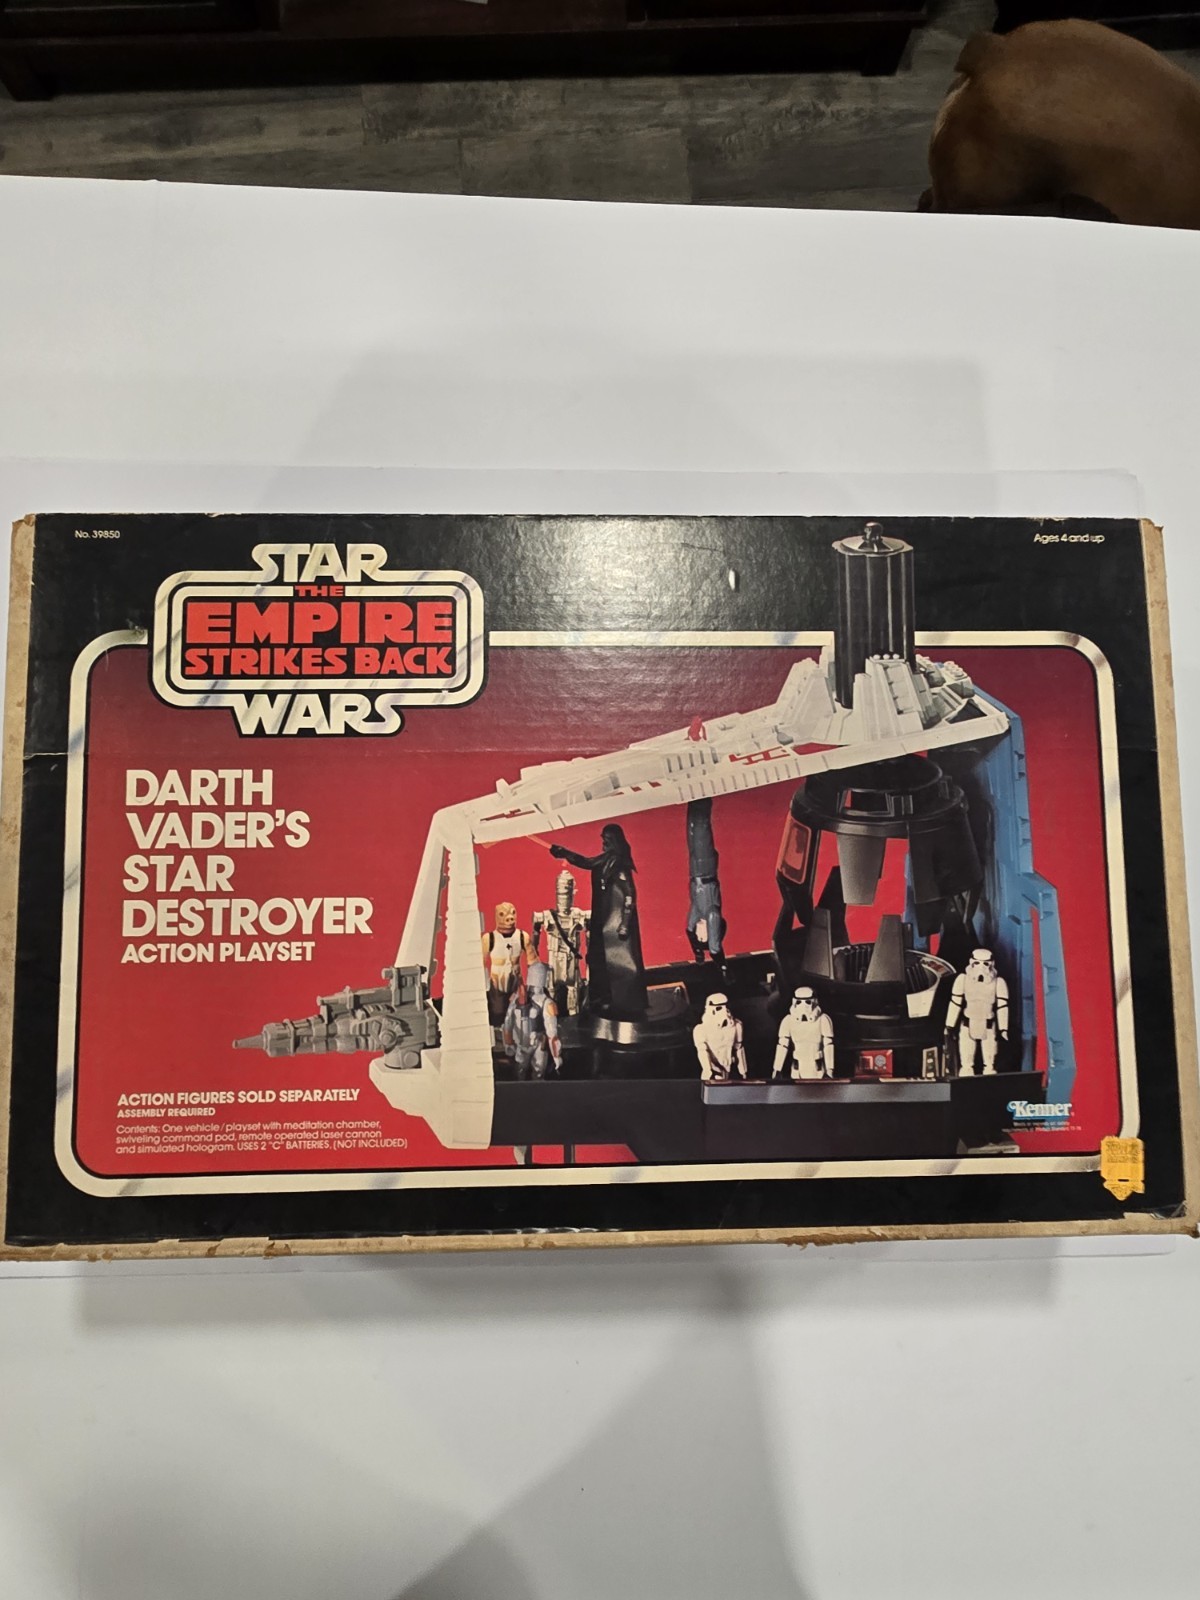 No. 39850
Ages 4 and up
STAR
THE
EMPIRE
STRIKES BACK
WARS
DARTH
VADER'S
STAR
DESTROYER
ACTION PLAYSET
ACTION FIGURES SOLD SEPARATELY
ASSEMBLY REQUIRED
Contents: One vehicle/playset with meditation chamber,
swiveling command pod, remote operated laser cannon
and simulated hologram. USES 2 "C" BATTERIES, (NOT INCLUDED)
Kenner